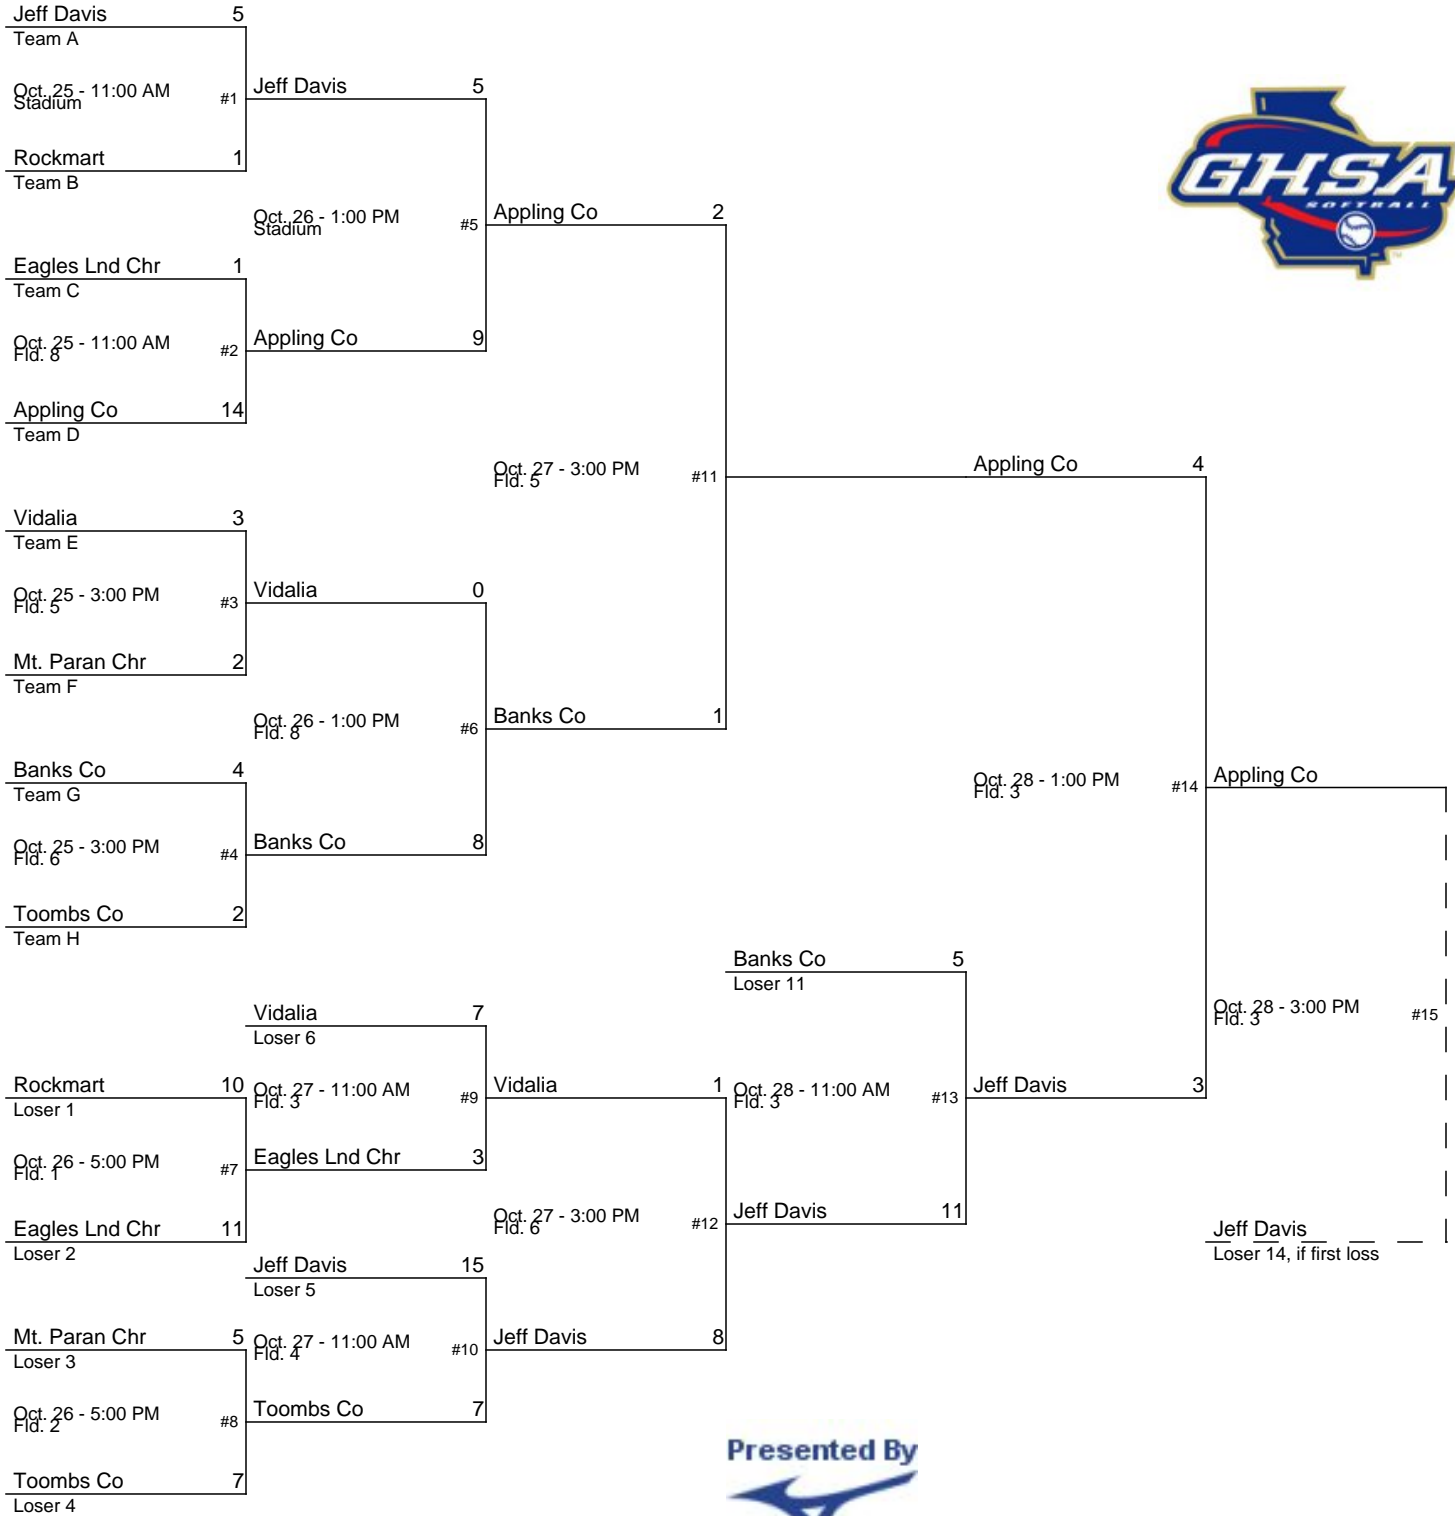 Jeff Davis 5
Team A
Oct. 25 - 11:00 AM
Stadium
#1
Rockmart 1
Team B
Eagles Lnd Chr 1
Team C
Oct. 25 - 11:00 AM
Fld. 8
#2
Appling Co 14
Team D
Vidalia 3
Team E
Oct. 25 - 3:00 PM
Fld. 5
#3
Mt. Paran Chr 2
Team F
Banks Co 4
Team G
Oct. 25 - 3:00 PM
Fld. 6
#4
Toombs Co 2
Team H
Jeff Davis 5
Oct. 26 - 1:00 PM
Stadium
#5
Appling Co 9
Vidalia 0
Oct. 26 - 1:00 PM
Fld. 8
#6
Banks Co 8
Appling Co 2
Oct. 27 - 3:00 PM
Fld. 5
#11
Banks Co 1
Rockmart 10
Loser 1
Oct. 26 - 5:00 PM
Fld. 1
#7
Eagles Lnd Chr 11
Loser 2
Mt. Paran Chr 5
Loser 3
Oct. 26 - 5:00 PM
Fld. 2
#8
Toombs Co 7
Loser 4
Vidalia 7
Loser 6
Oct. 27 - 11:00 AM
Fld. 3
#9
Eagles Lnd Chr 3
Jeff Davis 15
Loser 5
Oct. 27 - 11:00 AM
Fld. 4
#10
Toombs Co 7
Vidalia 1
Oct. 27 - 3:00 PM
Fld. 6
#12
Jeff Davis 8
Banks Co 5
Loser 11
Oct. 28 - 11:00 AM
Fld. 3
#13
Jeff Davis 11
Appling Co 4
Oct. 28 - 1:00 PM
Fld. 3
#14
Jeff Davis 3
Appling Co
Oct. 28 - 3:00 PM
Fld. 3
#15
Jeff Davis
Loser 14, if first loss
GHSA
SOFTBALL
TM
Presented By